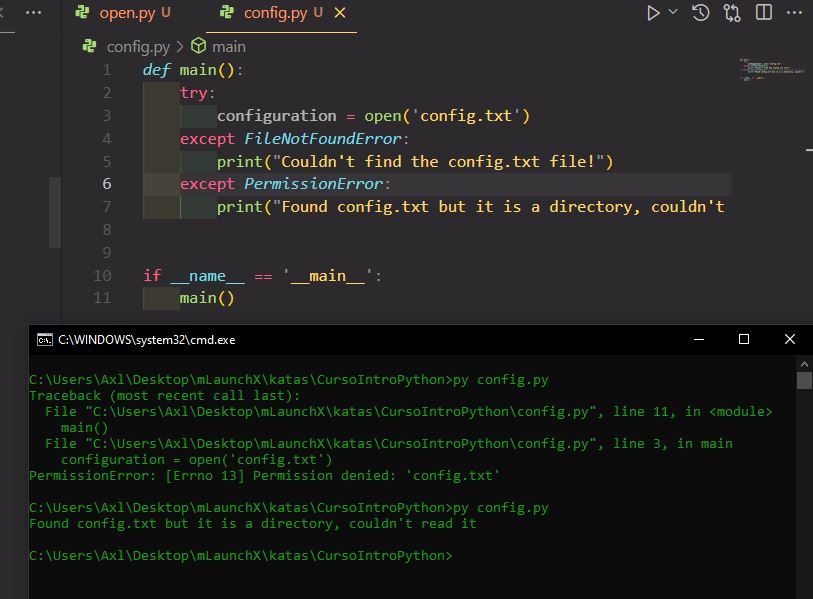 open.py U config.py U
config.py > main
1 def main():
2 try:
3 configuration = open('config.txt')
4 except FileNotFoundError:
5 print("Couldn't find the config.txt file!")
6 except PermissionError:
7 print("Found config.txt but it is a directory, couldn't
8
9
10 if __name__ == '__main__':
11 main()
C:\WINDOWS\system32\cmd.exe
C:\Users\Axl\Desktop\mLaunchX\katas\CursoIntroPython>py config.py
Traceback (most recent call last):
File "C:\Users\Axl\Desktop\mLaunchX\katas\CursoIntroPython\config.py", line 11, in <module>
main()
File "C:\Users\Axl\Desktop\mLaunchX\katas\CursoIntroPython\config.py", line 3, in main
configuration = open('config.txt')
PermissionError: [Errno 13] Permission denied: 'config.txt'
C:\Users\Axl\Desktop\mLaunchX\katas\CursoIntroPython>py config.py
Found config.txt but it is a directory, couldn't read it
C:\Users\Axl\Desktop\mLaunchX\katas\CursoIntroPython>